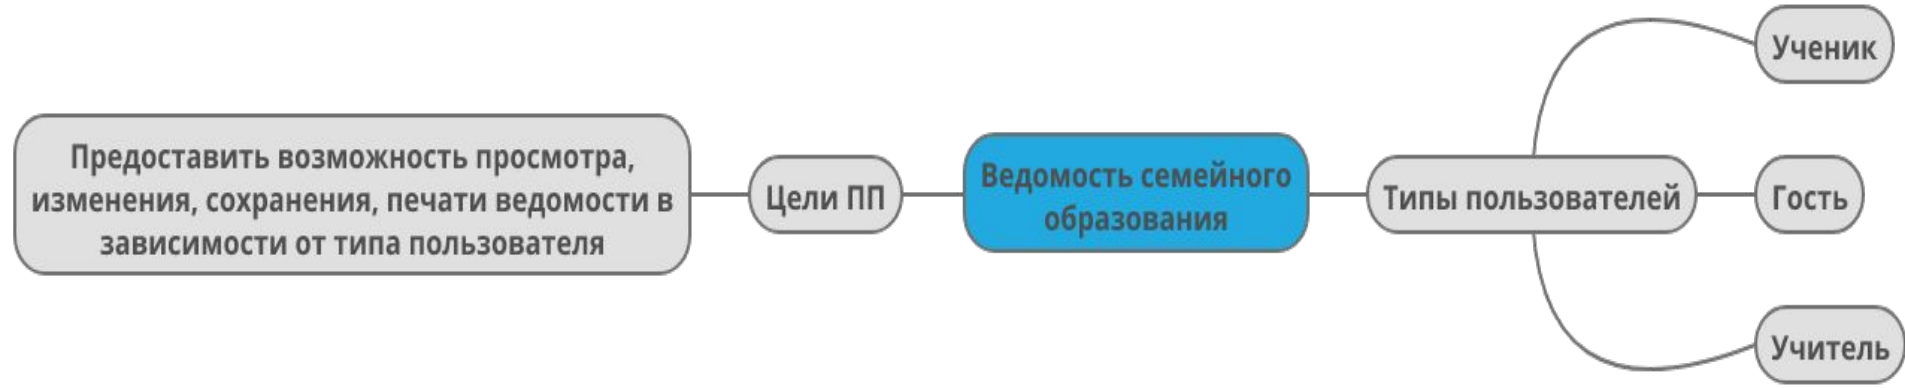 Предоставить возможность просмотра,
изменения, сохранения, печати ведомости в
зависимости от типа пользователя
Цели ПП
Ведомость семейного
образования
Типы пользователей
Ученик
Гость
Учитель